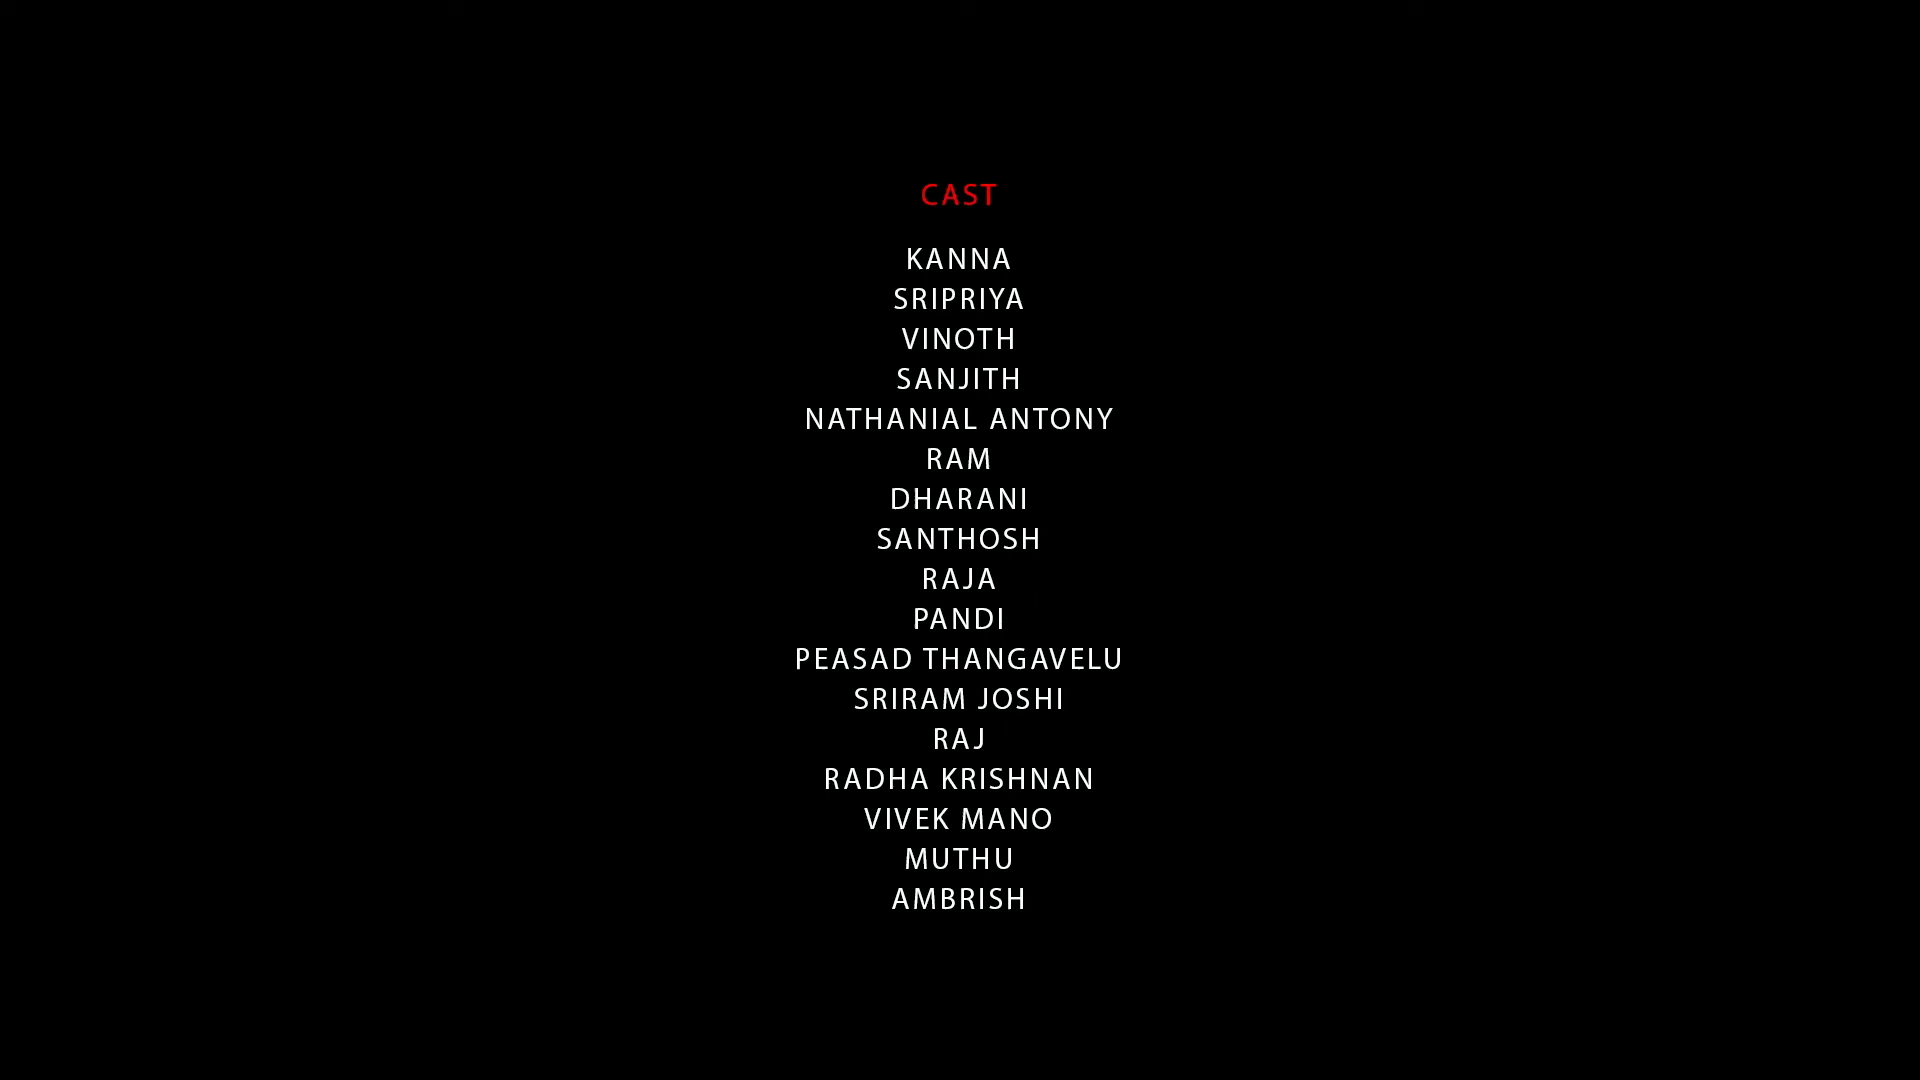 CAST
KANNA
SRIPRIYA
VINOTH
SANJITH
NATHANIAL ANTONY
RAM
DHARANI
SANTHOSH
RAJA
PANDI
PEASAD THANGAVELU
SRIRAM JOSHI
RAJ
RADHA KRISHNAN
VIVEK MANO
MUTHU
AMBRISH